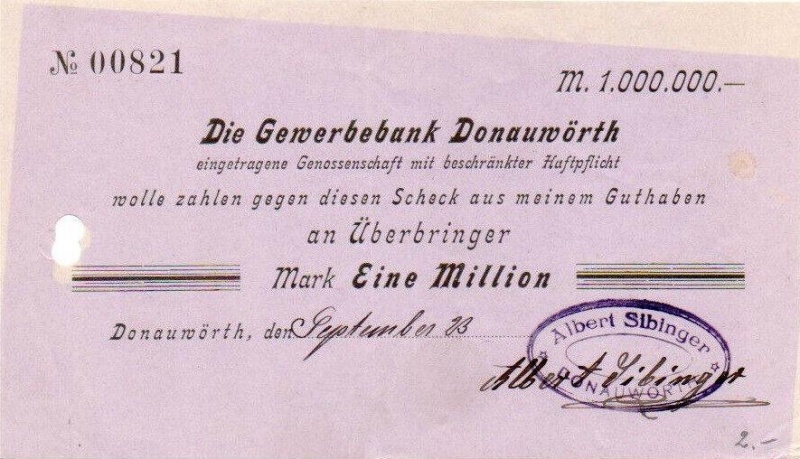 № 00821
M. 1.000.000.—
Die Gewerbebank Donauwörth
eingetragene Genossenschaft mit beschränkter Haftpflicht
wolle zahlen gegen diesen Scheck aus meinem Guthaben
an Überbringer
Mark Eine Million
Donauwörth, den September 23
Albert Sibinger
DONAUWÖRTH
Albert Sibinger
2.-